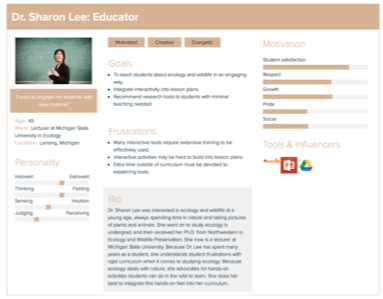 Dr. Sharon Lee: Educator
"I want to engage my students with
class material"
Age: 45
Work: Lecturer at Michigan State
University in Ecology
Location: Lansing, Michigan
Personality
Introvert Extrovert
Thinking Feeling
Sensing Intuition
Judging Perceiving
Motivated Creative Energetic
Goals
To teach students about ecology and wildlife in an engaging
way.
Integrate interactivity into lesson plans.
Recommend research tools to students with minimal
teaching needed.
Frustrations
Many interactive tools require extensive training to be
effectively used.
Interactive activities may be hard to build into lesson plans.
Extra time outside of curriculum must be devoted to
explaining tools.
Bio
Dr. Sharon Lee was interested in ecology and wildlife at a
young age, always spending time in nature and taking pictures
of plants and animals. She went on to study ecology in
undergrad, and then received her Ph.D. from Northwestern in
Ecology and Wildlife Preservation. She now is a lecturer at
Michigan State University. Because Dr. Lee has spent many
years as a student, she understands student frustrations with
rigid curriculum when it comes to studying ecology. Because
ecology deals with nature, she advocates for hands-on
activities students can do in the wild to learn. She does her
best to integrate this hands-on feel into her curriculum.
Motivation
Student satisfaction
Respect
Growth
Pride
Social
Tools & Influencers